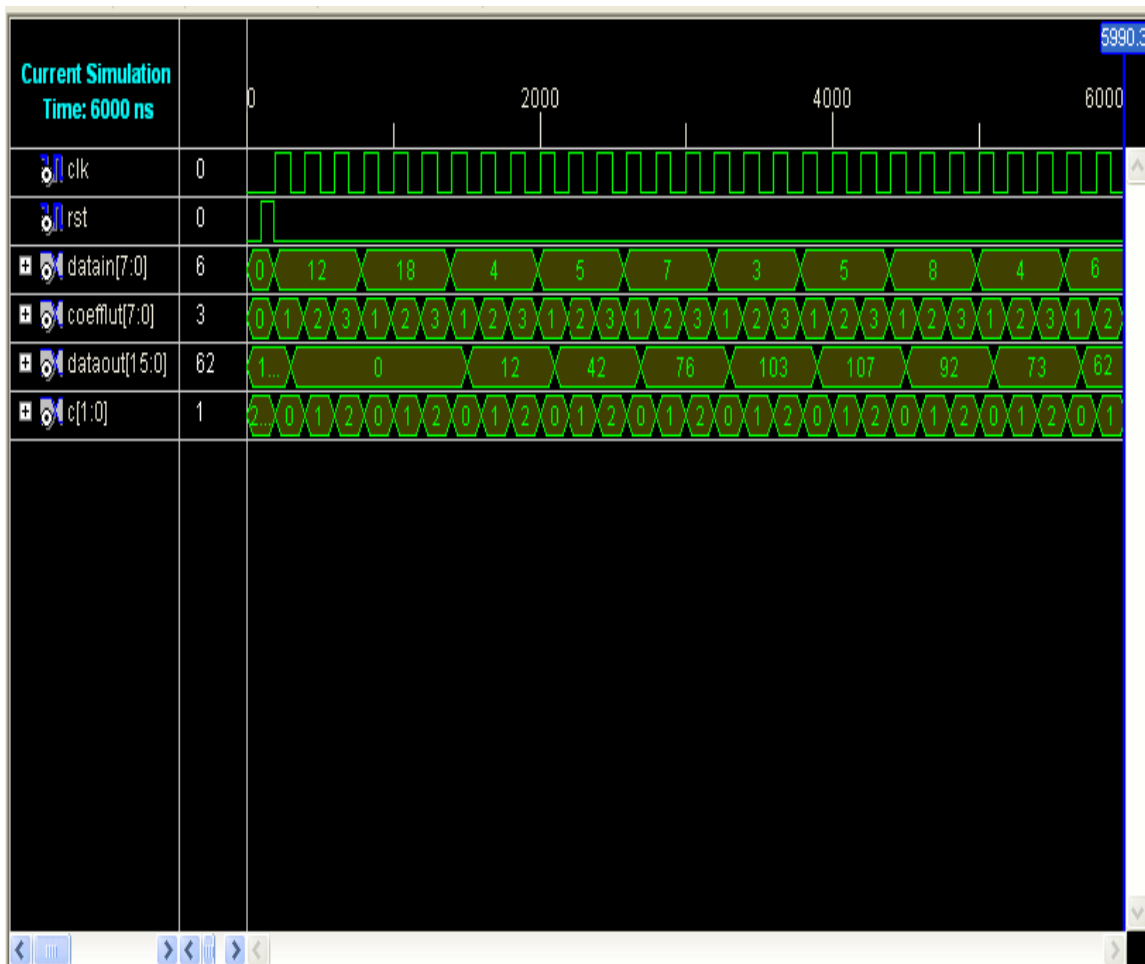 5990.3
Current Simulation
Time: 6000 ns
0 2000 4000 6000
clk 0
rst 0
datain[7:0] 6 0 12 18 4 5 7 3 5 8 4 6
coefflut[7:0] 3 0 1 2 3 1 2 3 1 2 3 1 2 3 1 2 3 1 2 3 1 2 3 1 2 3 1 2 3 1 2
dataout[15:0] 62 1... 0 12 42 76 103 107 92 73 62
c[1:0] 1 2... 0 1 2 0 1 2 0 1 2 0 1 2 0 1 2 0 1 2 0 1 2 0 1 2 0 1 2 0 1